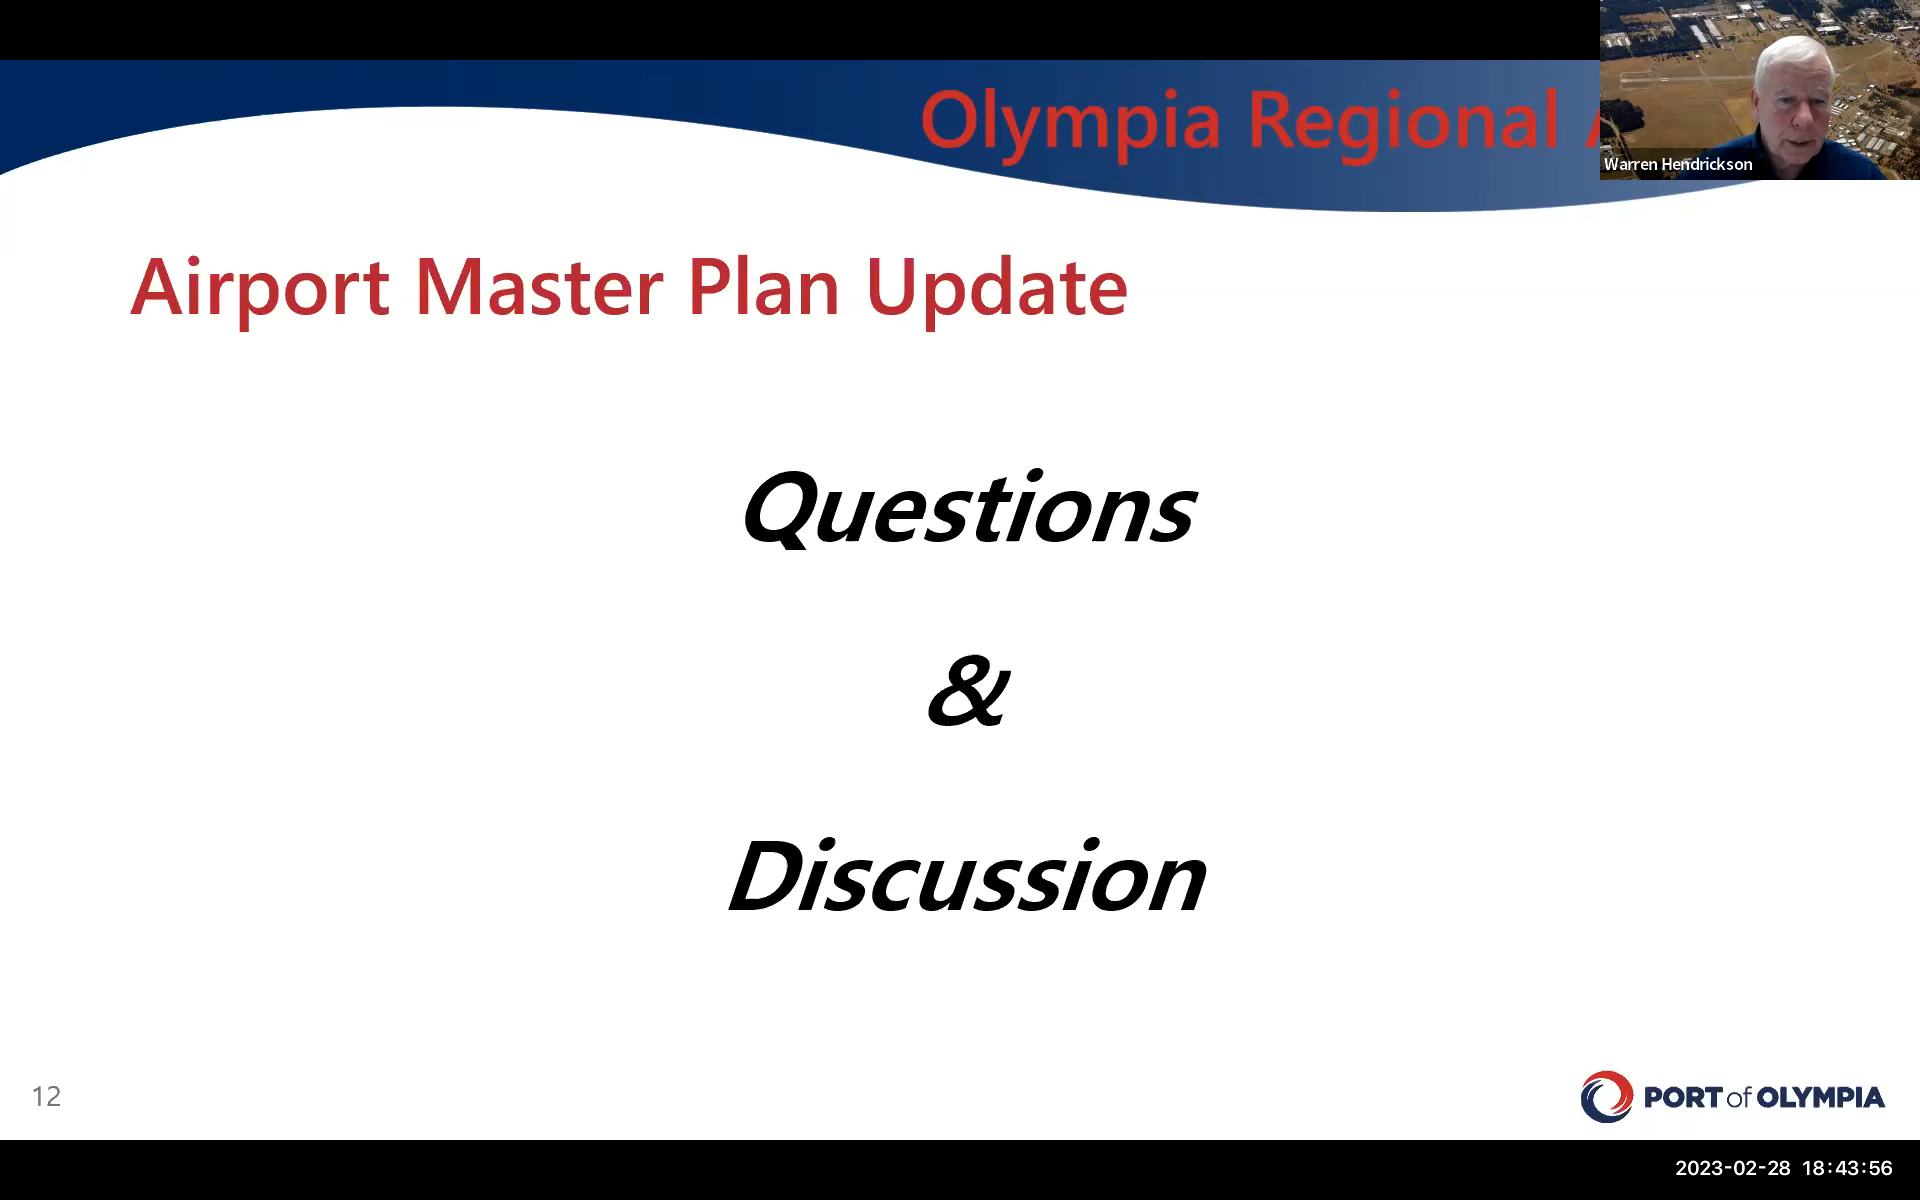 Olympia Regional
Warren Hendrickson
Airport Master Plan Update
Questions
&
Discussion
12
PORT of OLYMPIA
2023-02-28 18:43:56